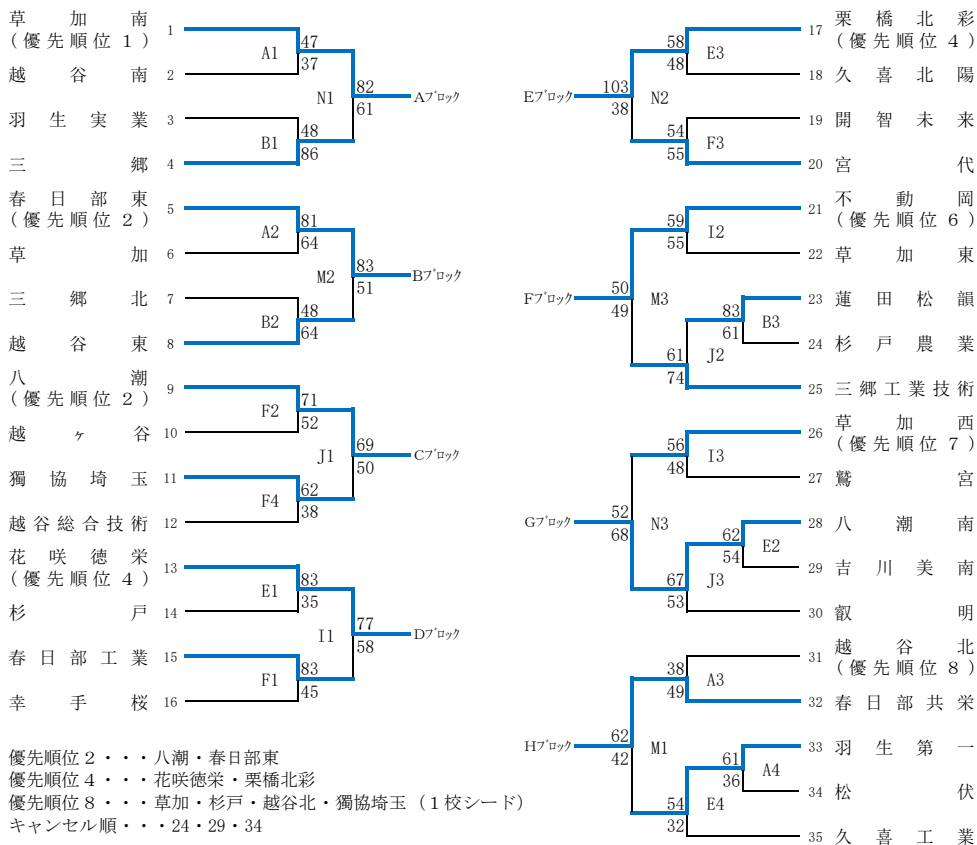 草加南
(優先順位１)
1
越谷南
2
羽生実業
3
三郷
4
A1
47
37
B1
48
86
N1
82
61
Aブロック
春日部東
(優先順位２)
5
草加
6
三郷北
7
越谷東
8
A2
81
64
B2
48
64
M2
83
51
Bブロック
八潮
(優先順位２)
9
越ヶ谷
10
獨協埼玉
11
越谷総合技術
12
F2
71
52
F4
62
38
J1
69
50
Cブロック
花咲徳栄
(優先順位４)
13
杉戸
14
春日部工業
15
幸手桜
16
E1
83
35
F1
83
45
I1
77
58
Dブロック
優先順位２・・・八潮・春日部東
優先順位４・・・花咲徳栄・栗橋北彩
優先順位８・・・草加・杉戸・越谷北・獨協埼玉（１校シード）
キャンセル順・・・24・29・34
Eブロック
103
38
N2
58
48
E3
54
55
F3
17
栗橋北彩
(優先順位４)
18
久喜北陽
19
開智未来
20
宮代
Fブロック
50
49
M3
59
55
I2
61
74
J2
83
61
B3
21
不動岡
(優先順位６)
22
草加東
23
蓮田松韻
24
杉戸農業
25
三郷工業技術
Gブロック
52
68
N3
56
48
I3
67
53
J3
62
54
E2
26
草加西
(優先順位７)
27
鷲宮
28
八潮南
29
吉川美南
30
叡明
Hブロック
62
42
M1
38
49
A3
54
32
E4
61
36
A4
31
越谷北
(優先順位８)
32
春日部共栄
33
羽生第一
34
松伏
35
久喜工業